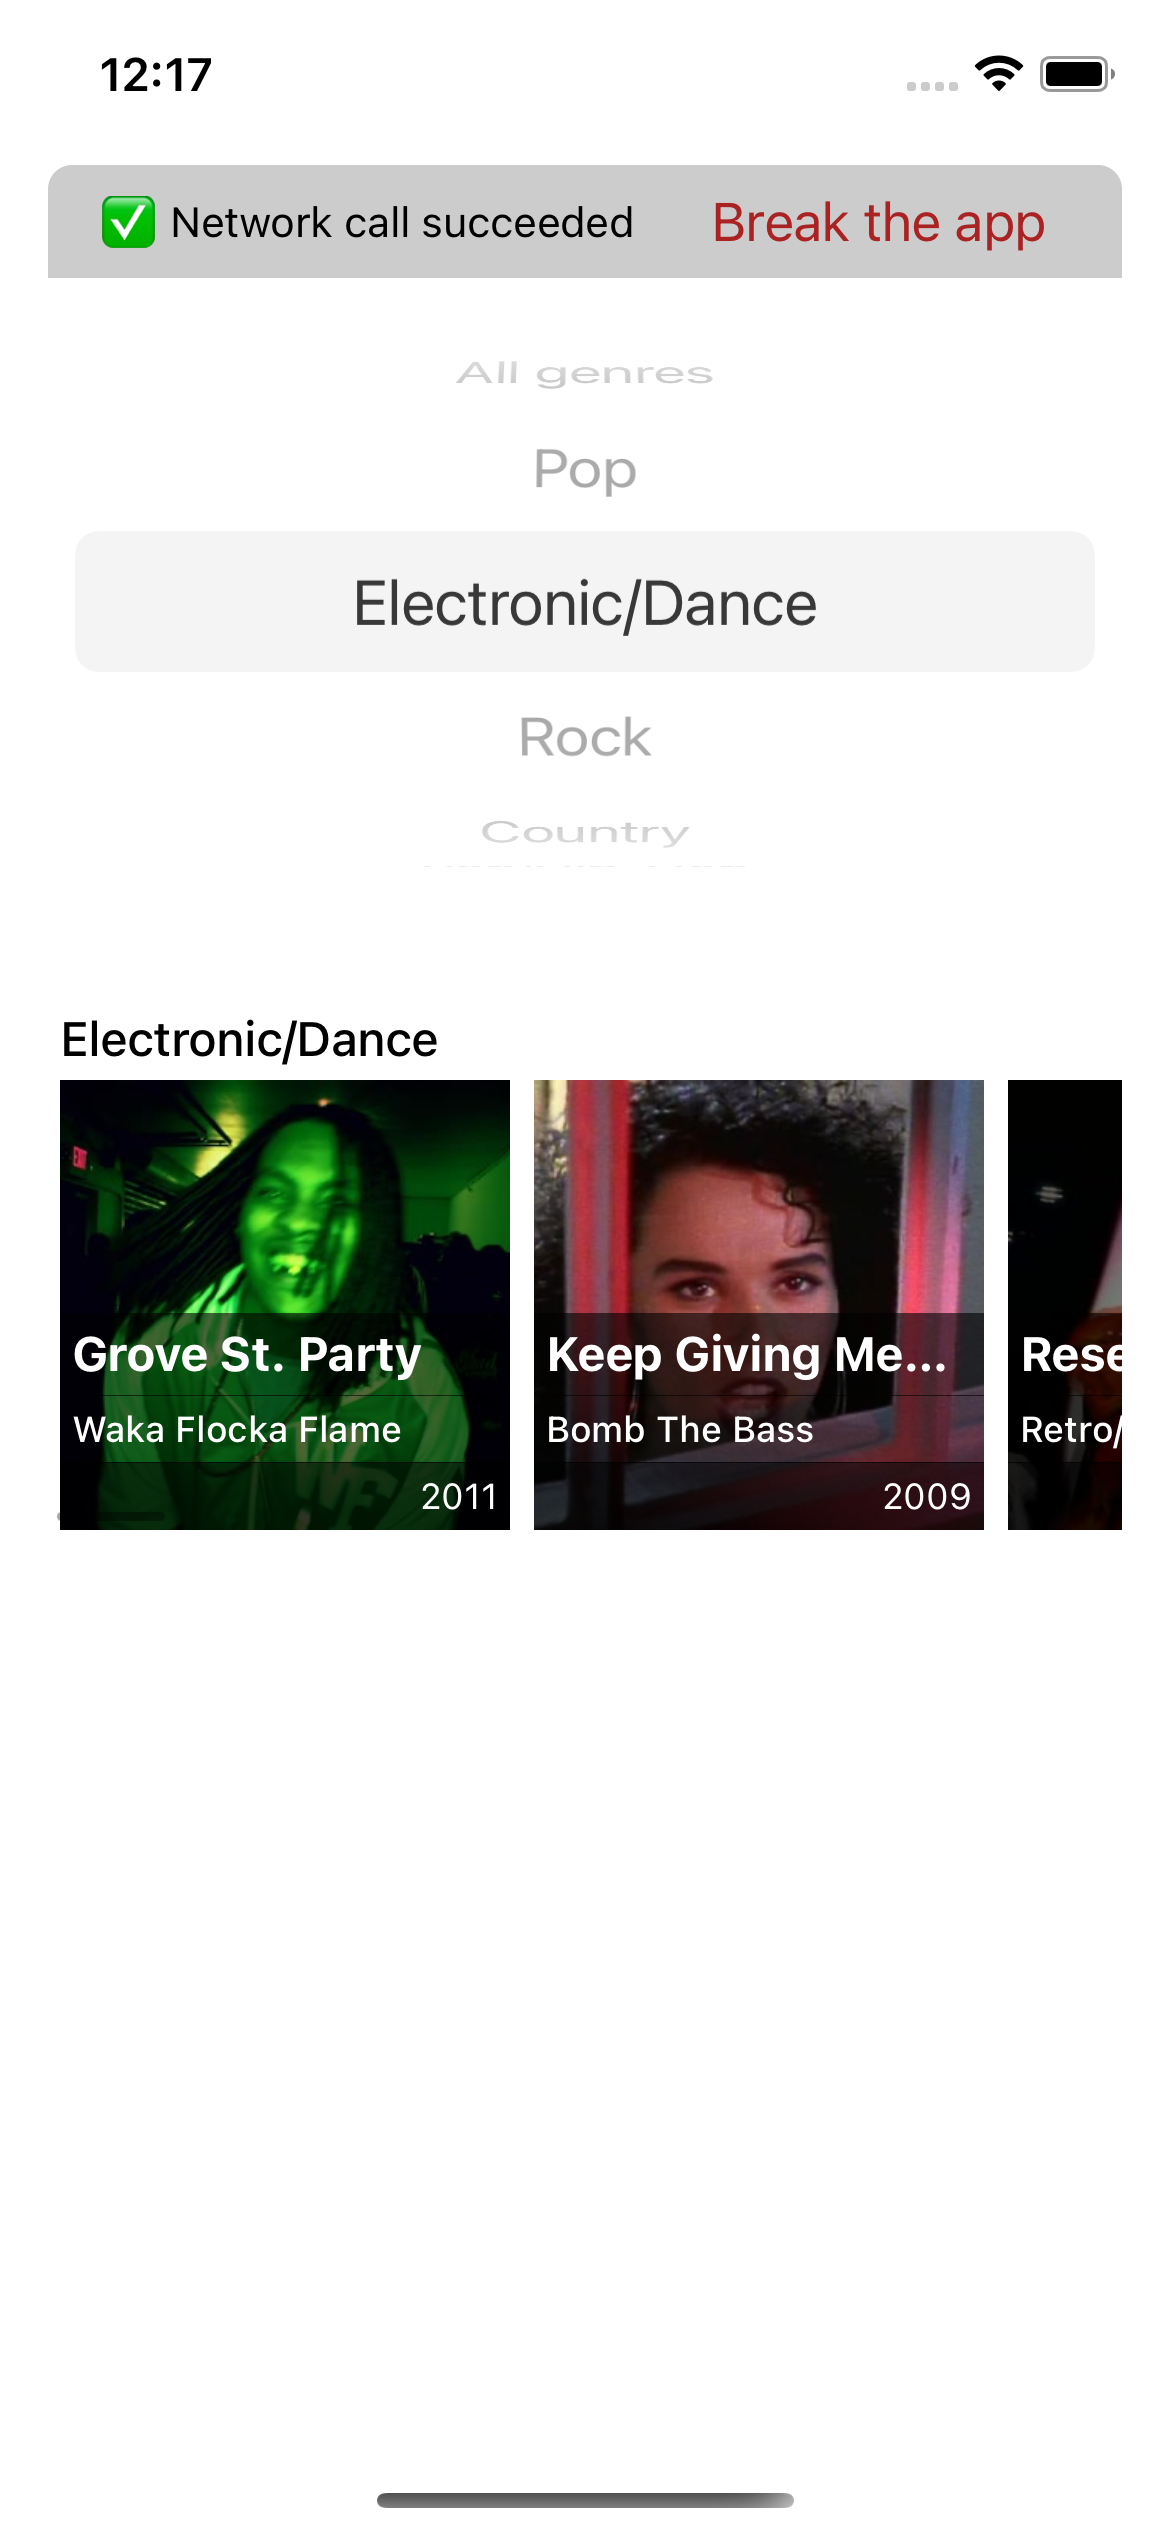 12:17
✅ Network call succeeded
Break the app
All genres
Pop
Electronic/Dance
Rock
Country
Electronic/Dance
EXIT
Grove St. Party
Waka Flocka Flame
2011
Keep Giving Me...
Bomb The Bass
2009
Rese
Retro/